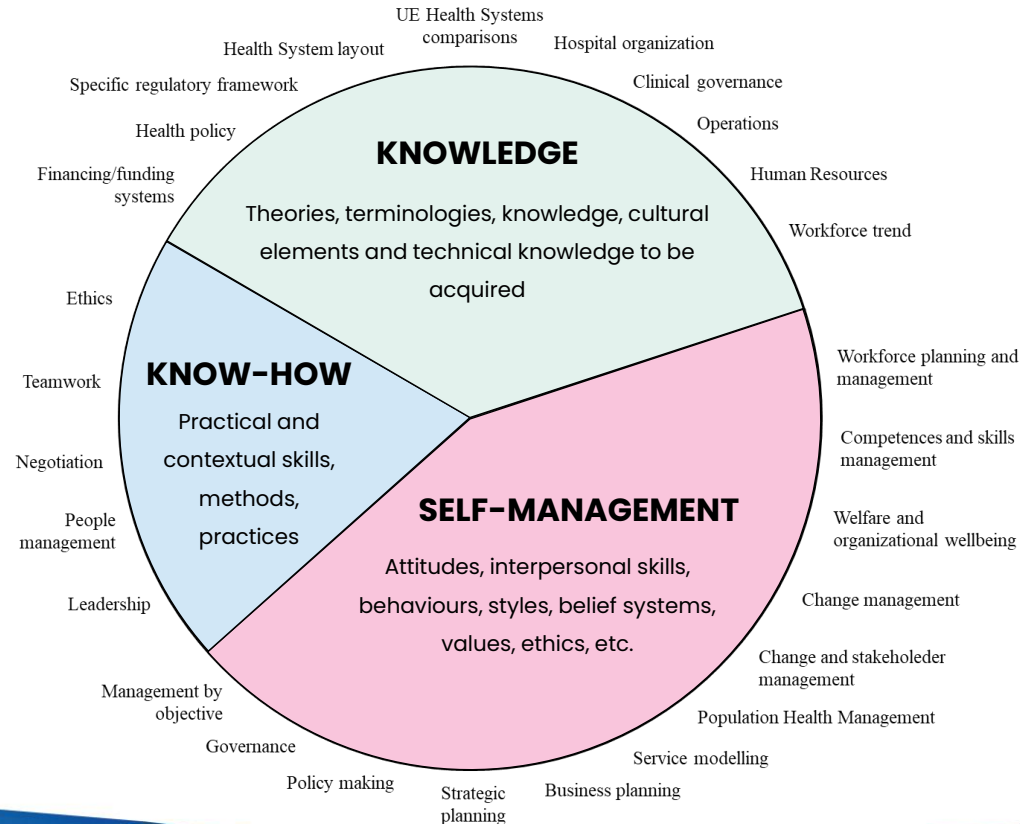 UE Health Systems
comparisons
Hospital organization
Health System layout
Clinical governance
Specific regulatory framework
Operations
Health policy
Human Resources
Financing/funding
systems
Workforce trend
KNOWLEDGE
Theories, terminologies, knowledge, cultural
elements and technical knowledge to be
acquired
Ethics
Teamwork
Negotiation
People
management
Leadership
KNOW-HOW
Practical and
contextual skills,
methods,
practices
Workforce planning and
management
Competences and skills
management
Welfare and
organizational wellbeing
Change management
Change and stakeholeder
management
Population Health Management
Service modelling
Business planning
Strategic
planning
Policy making
Governance
Management by
objective
SELF-MANAGEMENT
Attitudes, interpersonal skills,
behaviours, styles, belief systems,
values, ethics, etc.